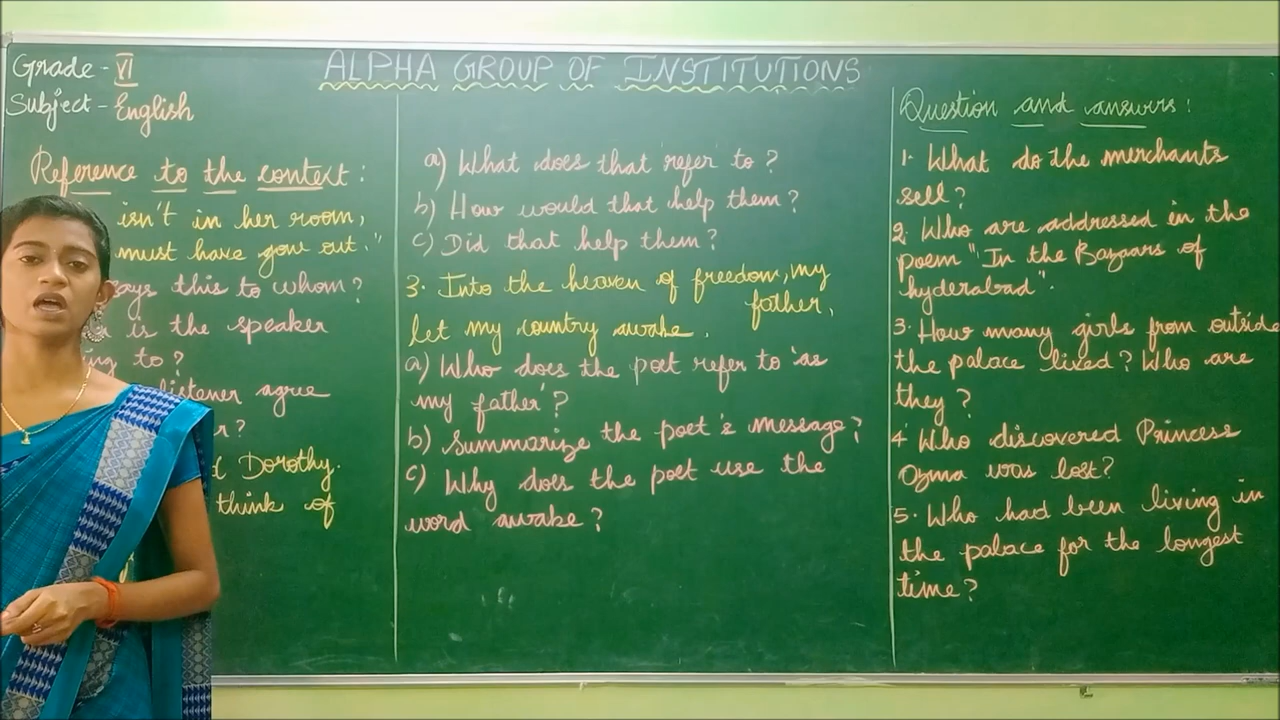 Grade - VI
Subject - English
ALPHA GROUP OF INSTITUTIONS
Reference to the context :
isn't in her room,
must have gone out."
says this to whom?
is the speaker
ing to?
listener agree
r?
d Dorothy.
think of
a) What does that 'refer' to ?
b) How would that help them?
c) Did that help them?
3. Into the heaven of freedom, my
father,
let my country awake.
a) Who does the poet refer to 'as
my father'?
b) Summarize the poet's message?
c) Why does the poet use the
word awake?
Question and answers :
1. What do the merchants
sell?
2. Who are addressed in the
poem "In the Bazaars of
hyderabad".
3. How many girls from outside
the palace lived? Who are
they?
4 Who discovered Princess
Ozma was lost?
5. Who had been living in
the palace for the longest
time?